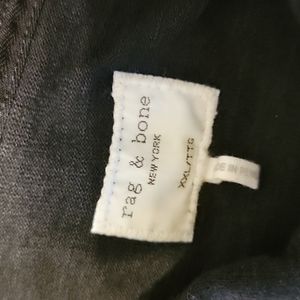 rag & bone
NEW YORK
XXL/TTG